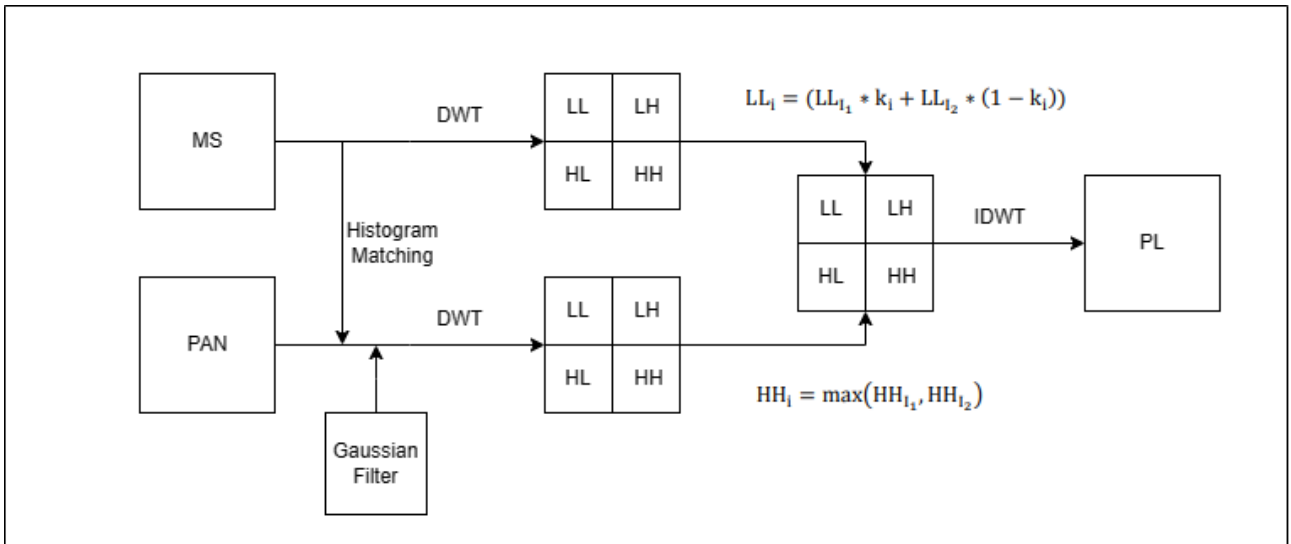 MS
DWT
LL LH
HL HH
LLᵢ = (LL_I₁ * kᵢ + LL_I₂ * (1 − kᵢ))
Histogram
Matching
LL LH
HL HH
IDWT
PL
PAN
DWT
LL LH
HL HH
HHᵢ = max(HH_I₁, HH_I₂)
Gaussian
Filter